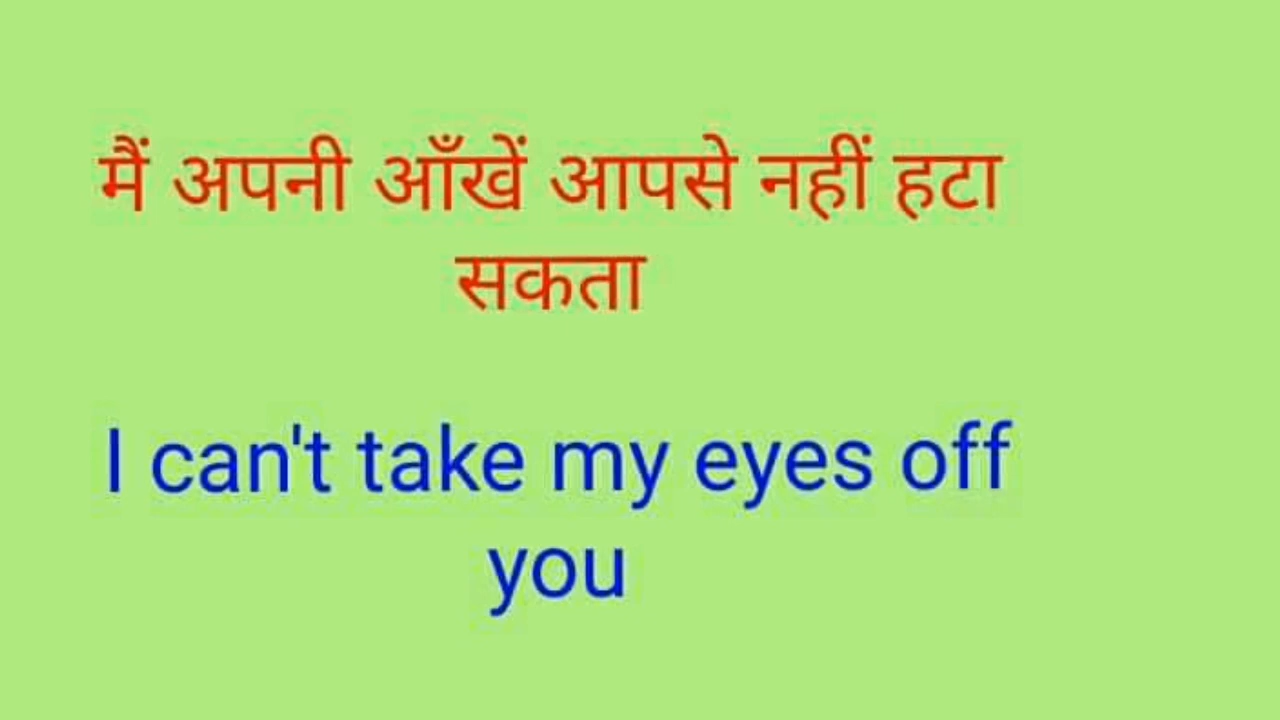 मैं अपनी आँखें आपसे नहीं हटा
सकता
I can't take my eyes off
you